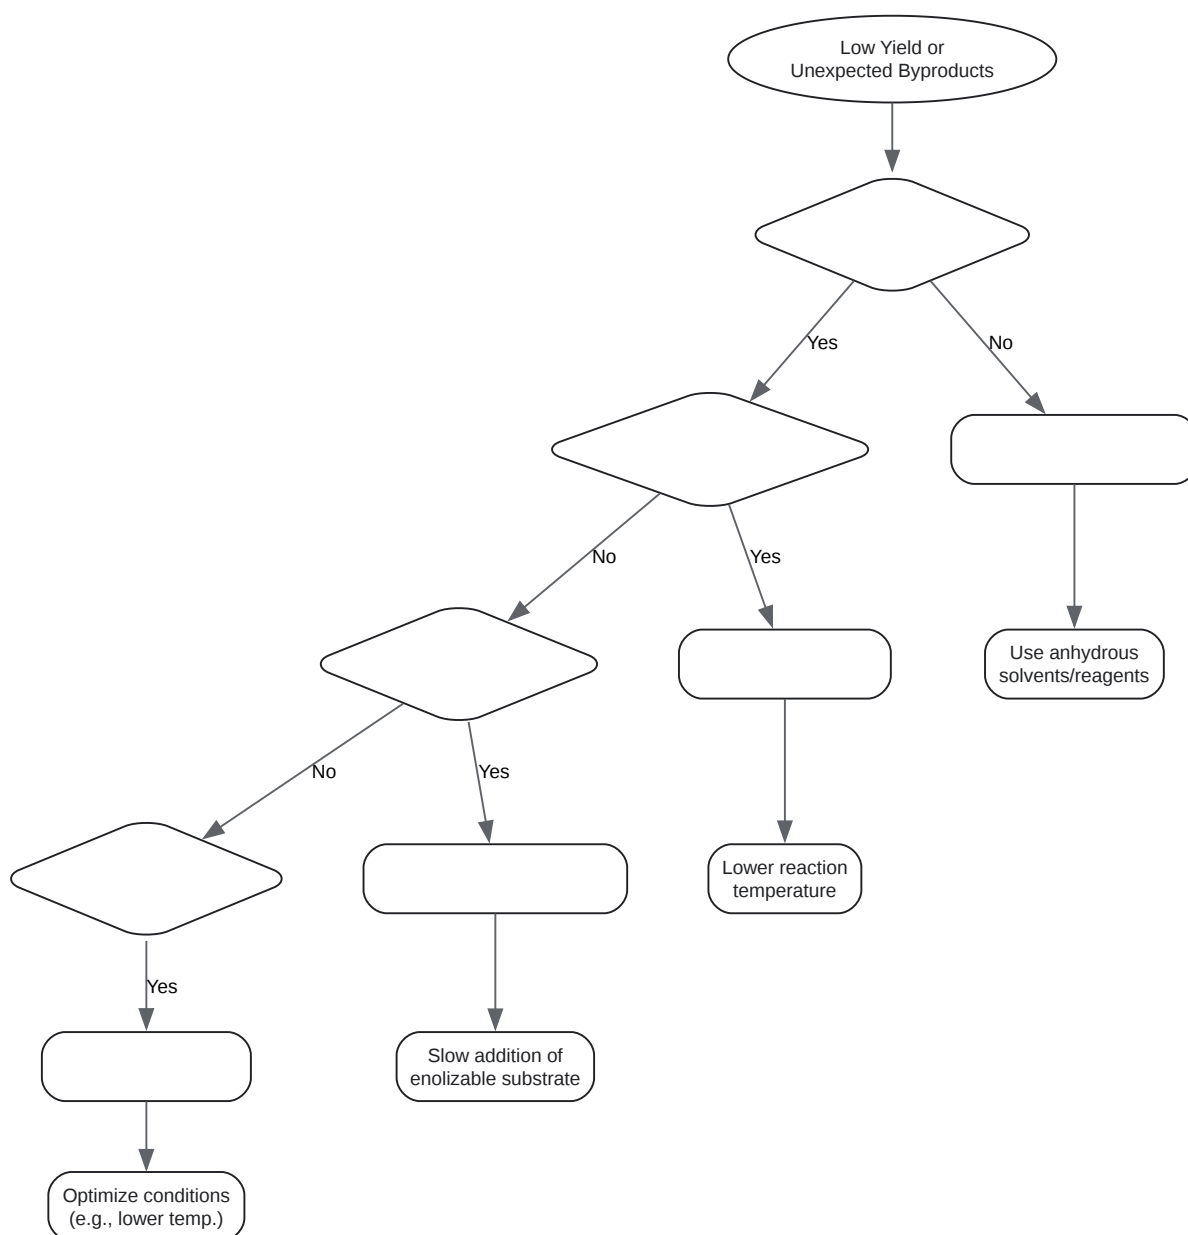 Low Yield or
Unexpected Byproducts
Yes
No
No
Yes
Use anhydrous
solvents/reagents
No
Yes
Lower reaction
temperature
Yes
Slow addition of
enolizable substrate
Optimize conditions
(e.g., lower temp.)